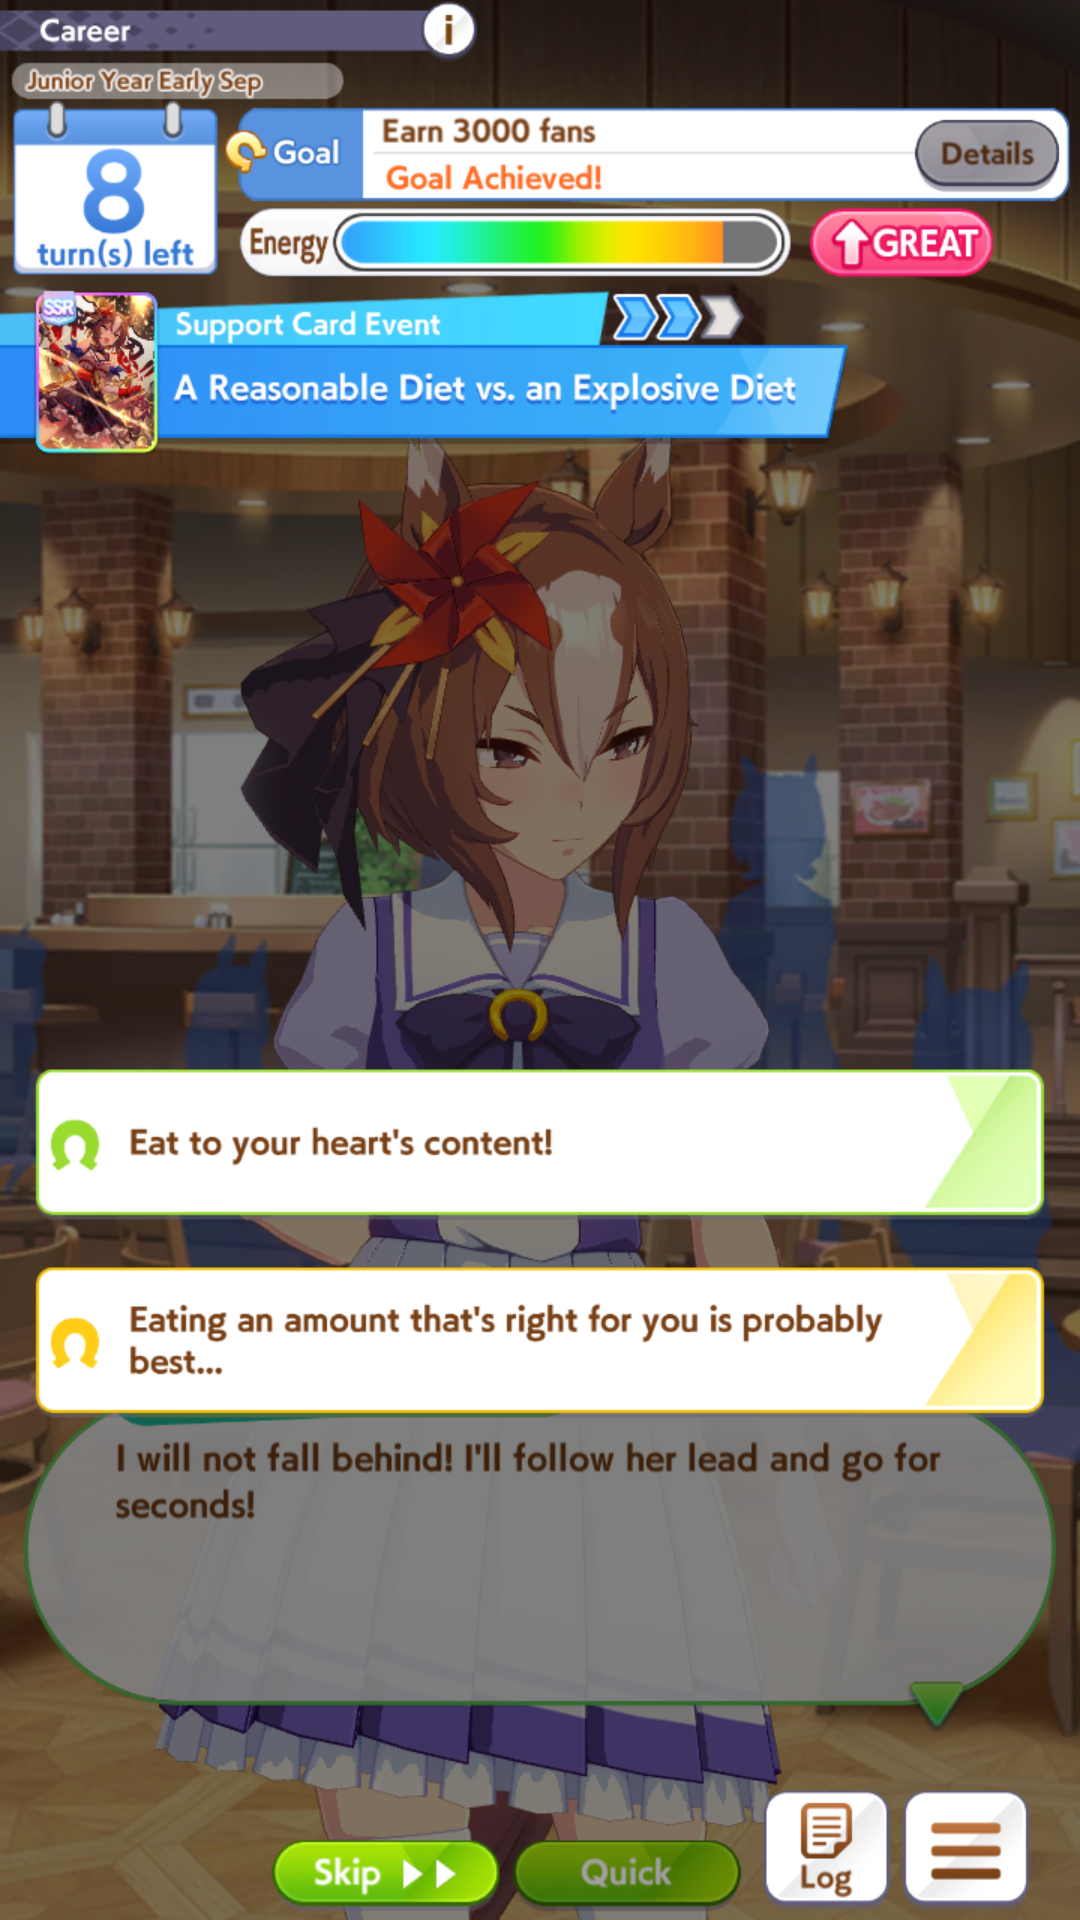 Career
i
Junior Year Early Sep
8
turn(s) left
Goal
Earn 3000 fans
Goal Achieved!
Details
Energy
GREAT
SSR
Support Card Event
A Reasonable Diet vs. an Explosive Diet
Eat to your heart's content!
Eating an amount that's right for you is probably
best...
I will not fall behind! I'll follow her lead and go for
seconds!
Skip
Quick
Log